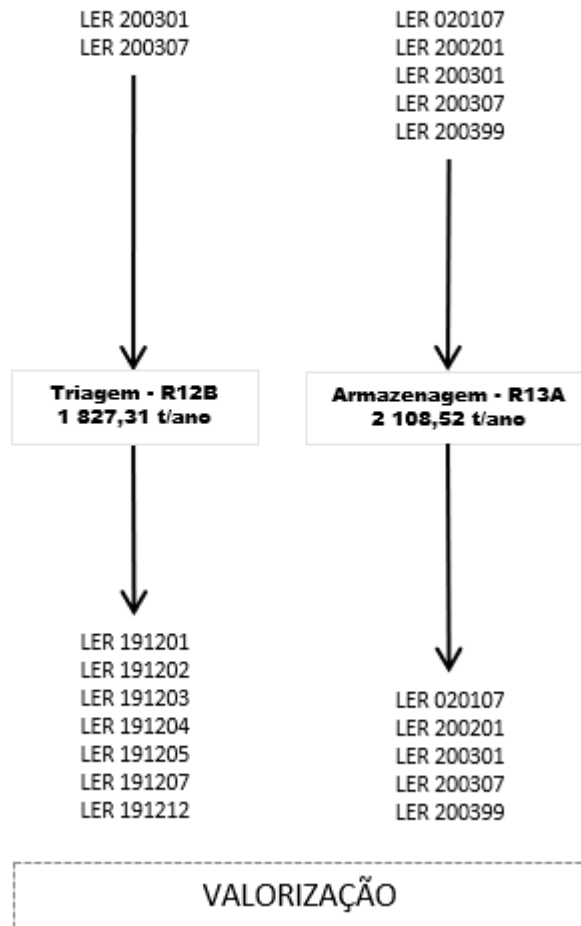 LER 200301
LER 200307
LER 020107
LER 200201
LER 200301
LER 200307
LER 200399
Triagem - R12B
1 827,31 t/ano
Armazenagem - R13A
2 108,52 t/ano
LER 191201
LER 191202
LER 191203
LER 191204
LER 191205
LER 191207
LER 191212
LER 020107
LER 200201
LER 200301
LER 200307
LER 200399
VALORIZAÇÃO